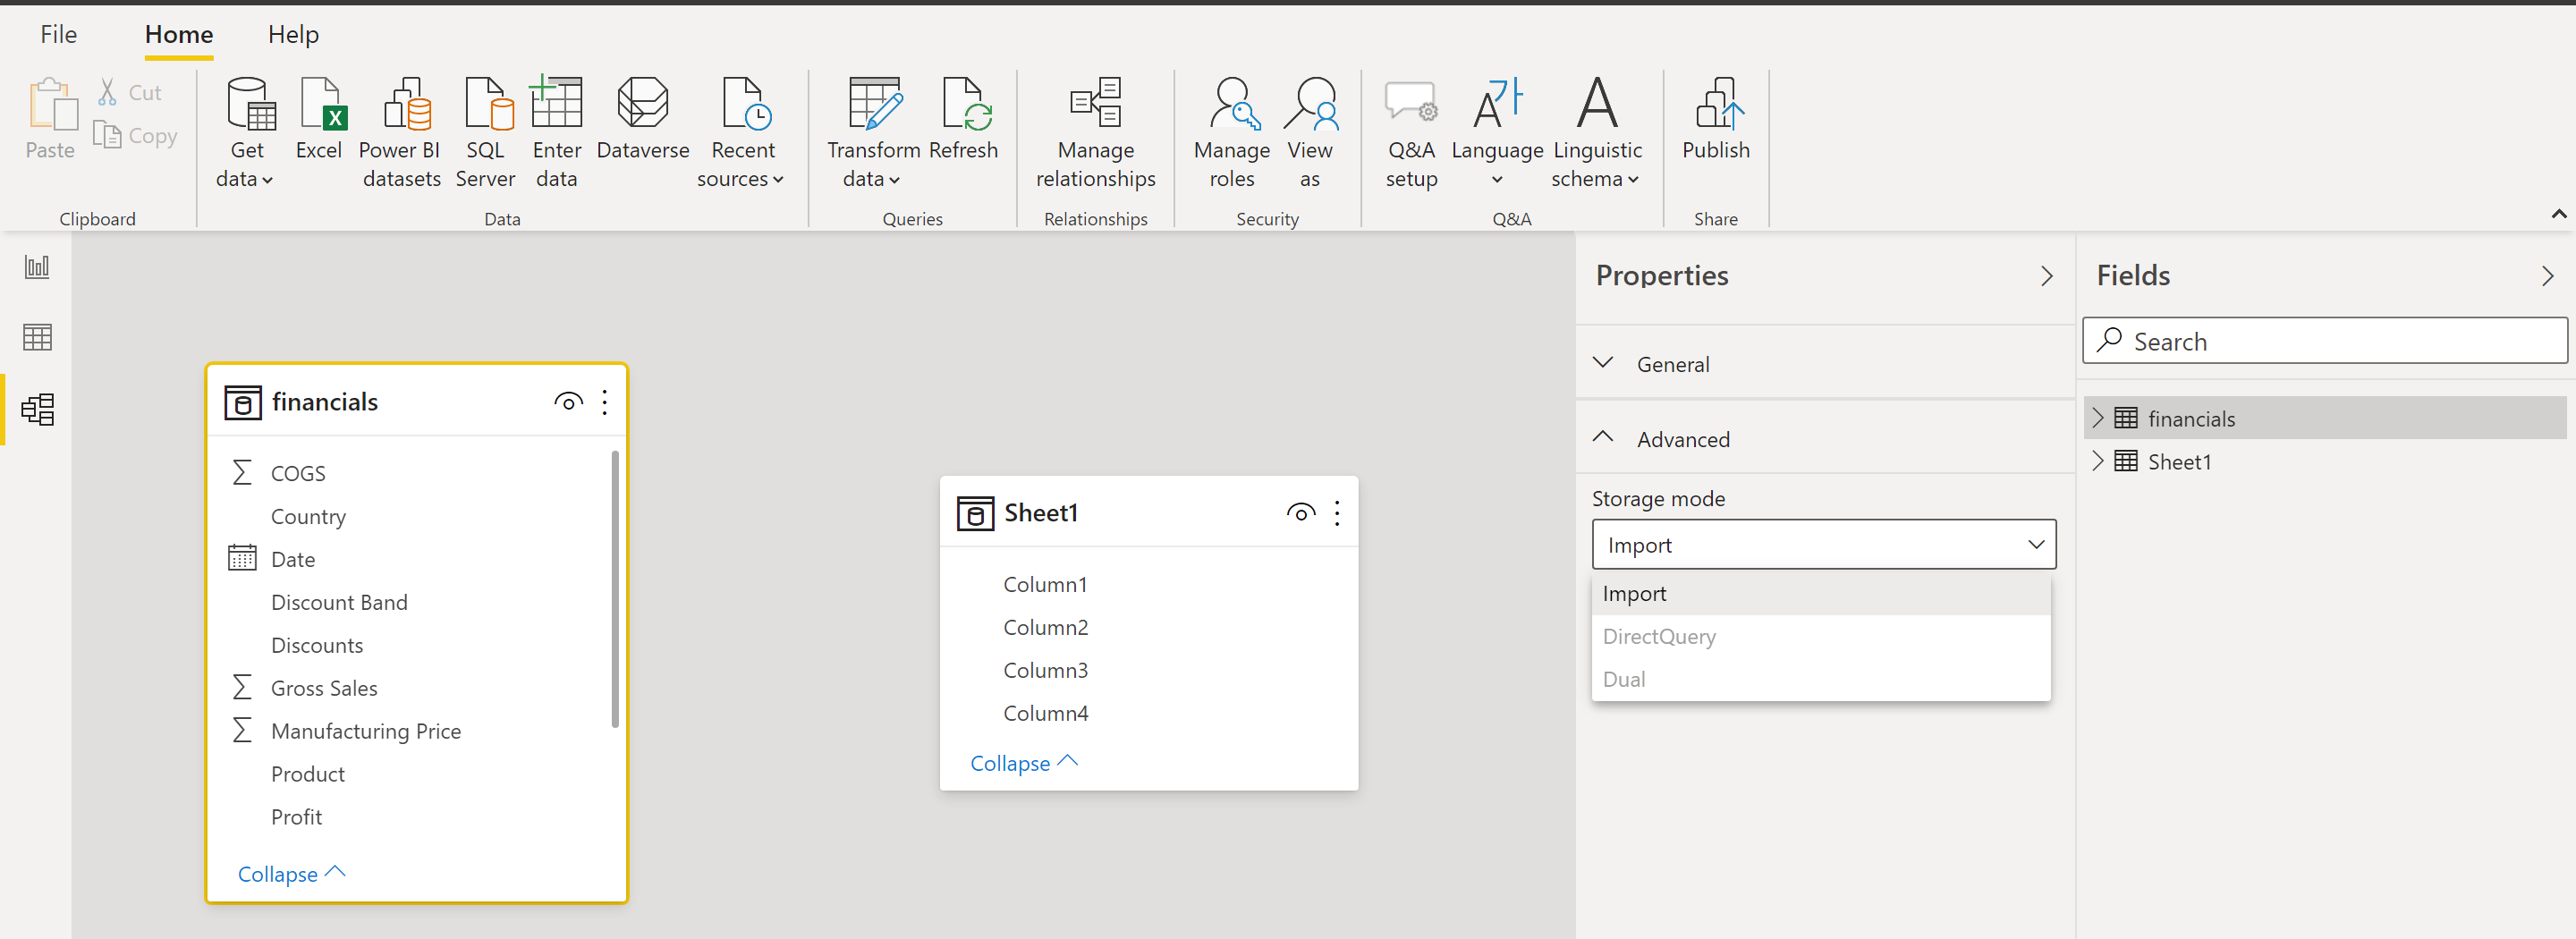 File Home Help
Paste
Cut
Copy
Clipboard
Get data
Excel
Power BI datasets
SQL Server
Enter data
Dataverse
Recent sources
Data
Transform data
Refresh
Queries
Manage relationships
Relationships
Manage roles
View as
Security
Q&A setup
Language
Linguistic schema
Q&A
Publish
Share
financials
COGS
Country
Date
Discount Band
Discounts
Gross Sales
Manufacturing Price
Product
Profit
Collapse
Sheet1
Column1
Column2
Column3
Column4
Collapse
Properties
General
Advanced
Storage mode
Import
Import
DirectQuery
Dual
Fields
Search
financials
Sheet1